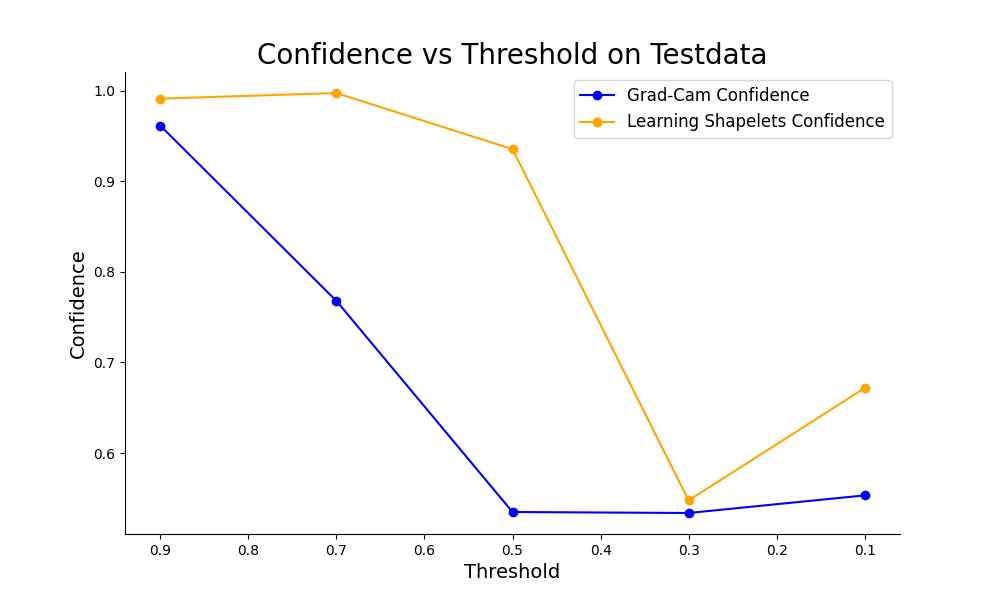 Confidence vs Threshold on Testdata
Grad-Cam Confidence
Learning Shapelets Confidence
Confidence
1.0
0.9
0.8
0.7
0.6
0.9 0.8 0.7 0.6 0.5 0.4 0.3 0.2 0.1
Threshold